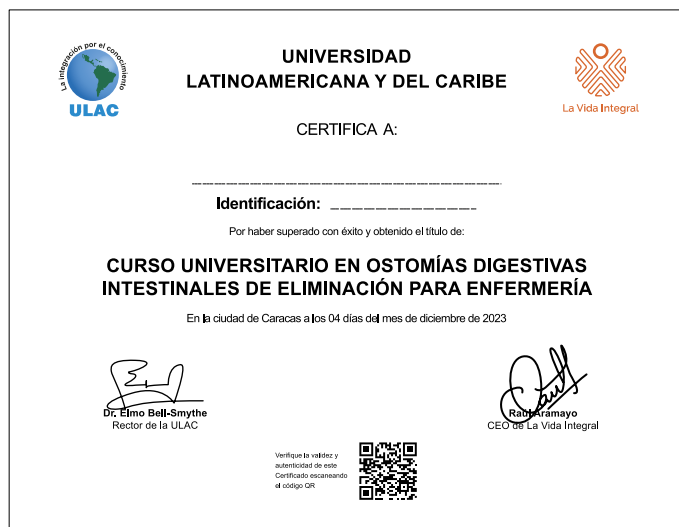 La integración por el conocimiento
ULAC
UNIVERSIDAD
LATINOAMERICANA Y DEL CARIBE
La Vida Integral
CERTIFICA A:
Identificación:
Por haber superado con éxito y obtenido el título de:
CURSO UNIVERSITARIO EN OSTOMÍAS DIGESTIVAS
INTESTINALES DE ELIMINACIÓN PARA ENFERMERÍA
En la ciudad de Caracas a los 04 días del mes de diciembre de 2023
Dr. Elmo Bell-Smythe
Rector de la ULAC
Raúl Aramayo
CEO de La Vida Integral
Verifique la validez y
autenticidad de este
Certificado escaneando
el código QR